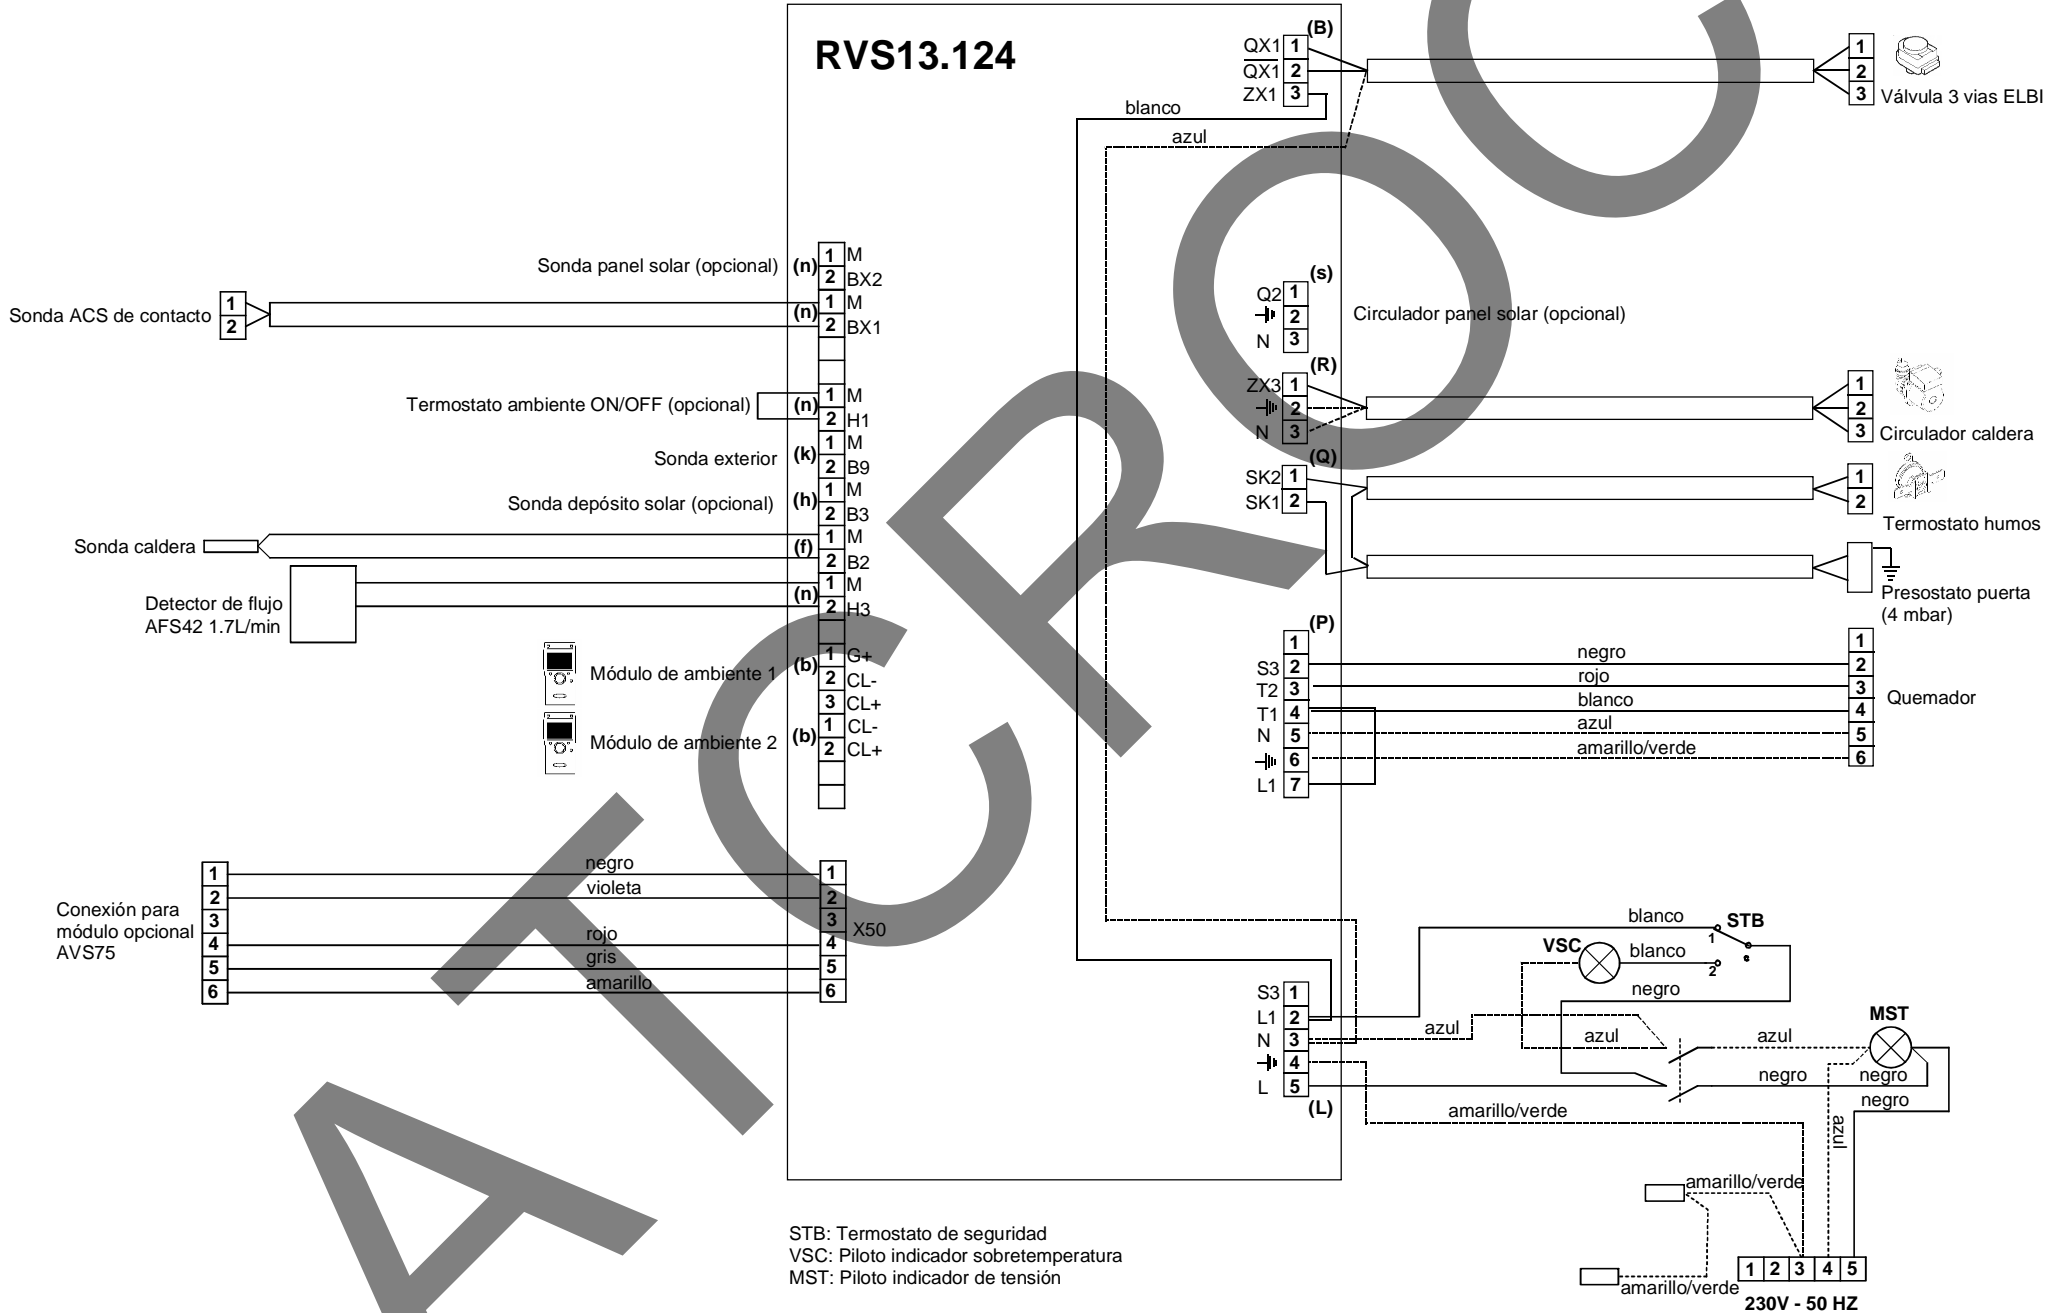 RVS13.124
(B)
QX1 1
QX1 2
ZX1 3
blanco
azul
1
2
3
Válvula 3 vias ELBI
Sonda panel solar (opcional) (n) 1 M
2 BX2
Sonda ACS de contacto 1
2
(n) 1 M
2 BX1
(s)
Q2 1
2
N 3
Circulador panel solar (opcional)
Termostato ambiente ON/OFF (opcional) (n) 1 M
2 H1
Sonda exterior (k) 1 M
2 B9
Sonda depósito solar (opcional) (h) 1 M
2 B3
Sonda caldera (f) 1 M
2 B2
Detector de flujo
AFS42 1.7L/min
(n) 1 M
2 H3
(R)
ZX3 1
2
N 3
1
2
3
Circulador caldera
(Q)
SK2 1
SK1 2
1
2
Termostato humos
Presostato puerta
(4 mbar)
Módulo de ambiente 1 (b) 1 G+
2 CL-
3 CL+
Módulo de ambiente 2 (b) 1 CL-
2 CL+
(P)
1
S3 2
T2 3
T1 4
N 5
6
L1 7
negro
rojo
blanco
azul
amarillo/verde
1
2
3
4
5
6
Quemador
Conexión para
módulo opcional
AVS75
1
2
3
4
5
6
negro
violeta
rojo
gris
amarillo
1
2
3
4
5
6
X50
S3 1
L1 2
N 3
4
L 5
(L)
blanco
STB
1
VSC
blanco
2
c
negro
azul
azul
azul
MST
negro
negro
negro
amarillo/verde
azul
amarillo/verde
amarillo/verde
1 2 3 4 5
230V - 50 HZ
STB: Termostato de seguridad
VSC: Piloto indicador sobretemperatura
MST: Piloto indicador de tensión
ATCROC